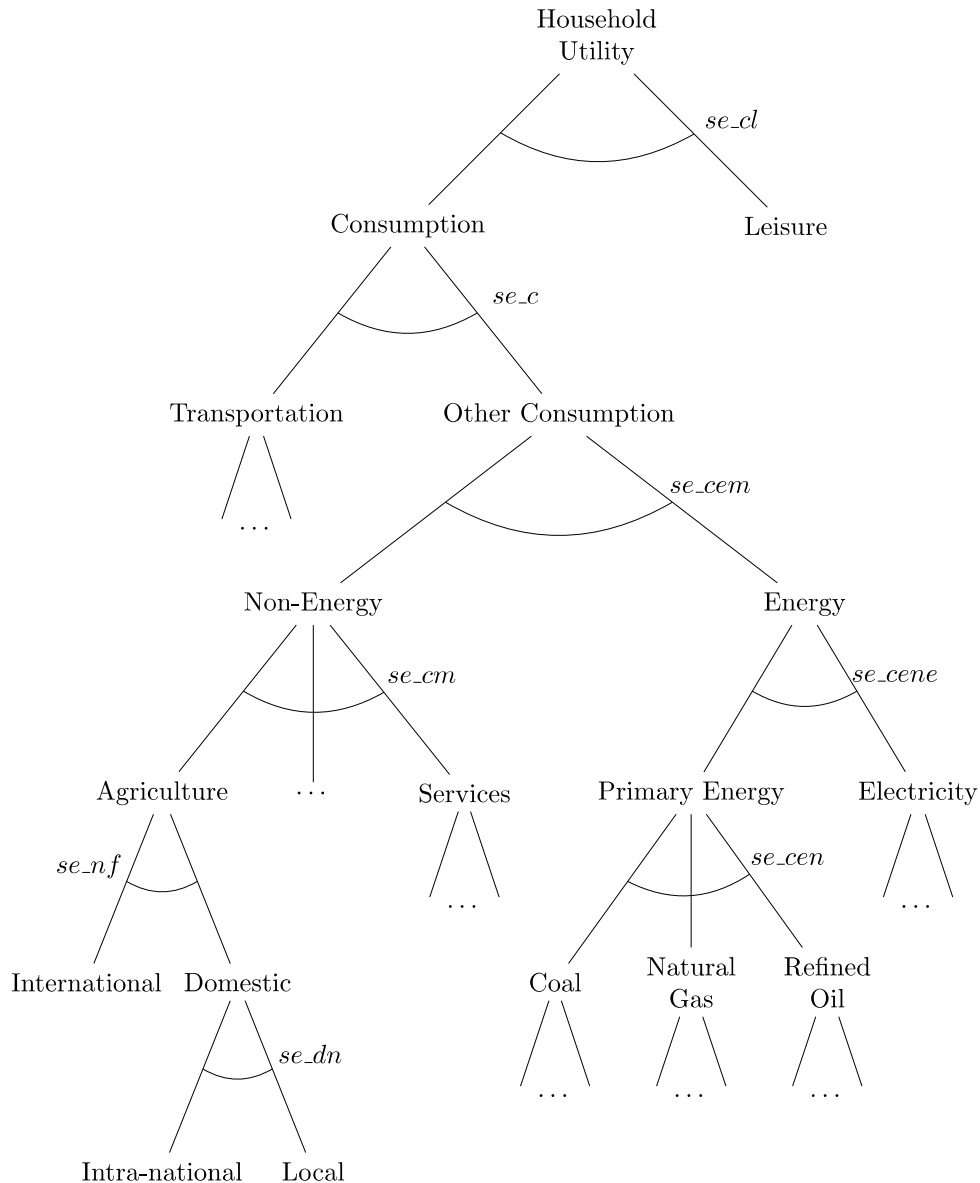 Household
Utility
se_cl
Consumption
Leisure
se_c
Transportation
Other Consumption
se_cem
...
Non-Energy
Energy
se_cm
se_cene
Agriculture
...
Services
Primary Energy
Electricity
se_nf
se_cen
...
...
International
Domestic
Coal
Natural
Gas
Refined
Oil
se_dn
...
...
...
Intra-national
Local